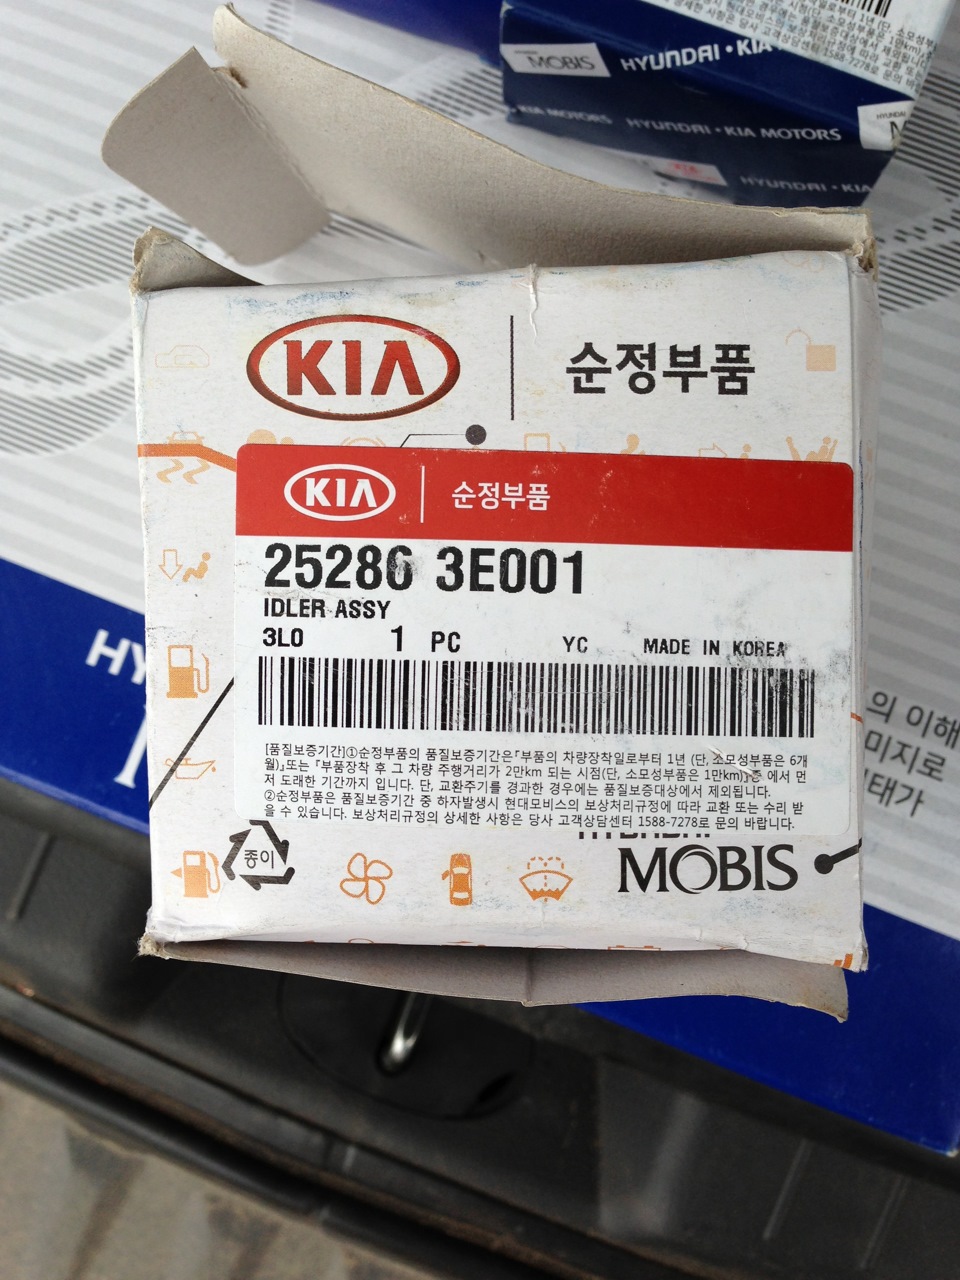 MOBIS
HYUNDAI • KIA
KIA MOTORS HYUNDAI • KIA MOTORS
HYUNDAI
HYUNDAI • KIA
KIA 순정부품
KIA 순정부품
25286 3E001
IDLER ASSY
3L0 1 PC YC MADE IN KOREA
[품질보증기간]①순정부품의 품질보증기간은『부품의 차량장착일로부터 1년 (단, 소모성부품은 6개
월)』또는『부품장착 후 그 차량 주행거리가 2만km 되는 시점(단, 소모성부품은 1만km)』중 에서 먼
저 도래한 기간까지 입니다. 단, 교환주기를 경과한 경우에는 품질보증대상에서 제외됩니다.
②순정부품은 품질보증기간 중 하자발생시 현대모비스의 보상처리규정에 따라 교환 또는 수리 받
을 수 있습니다. 보상처리규정의 상세한 사항은 당사 고객상담센터 1588-7278로 문의 바랍니다.
종이
HYUNDAI
MOBIS
HY
의 이해
미지로
태가